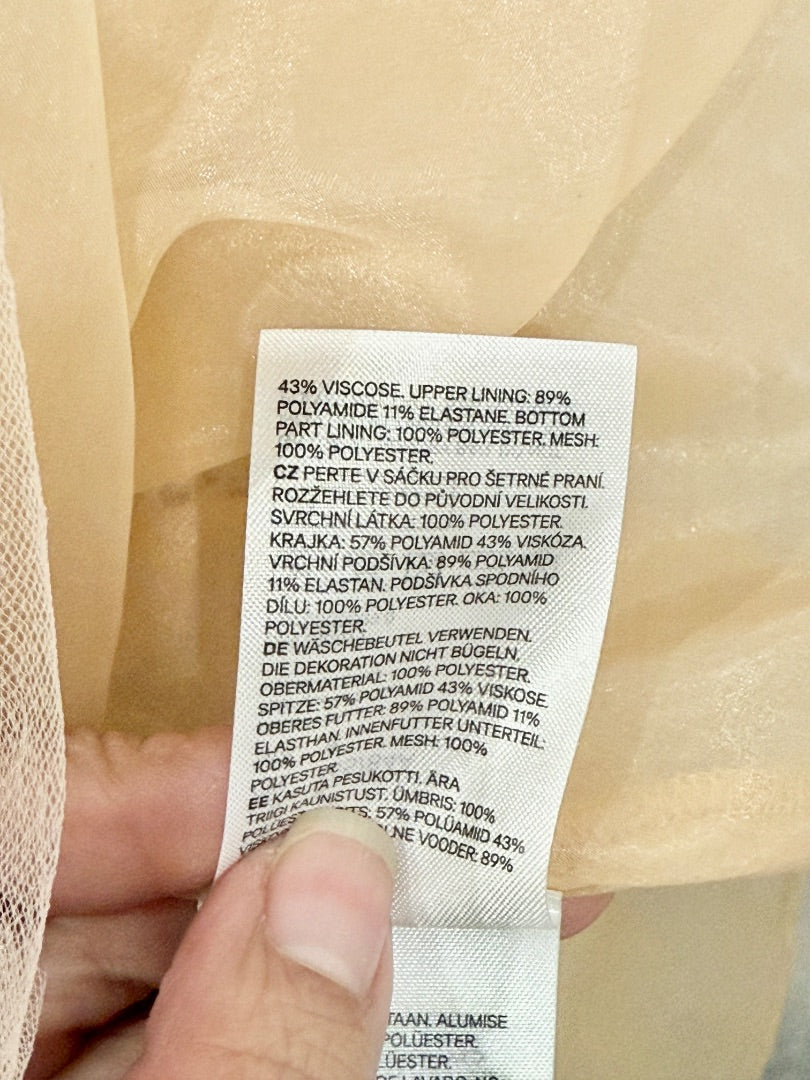 43% VISCOSE. UPPER LINING: 89%
POLYAMIDE 11% ELASTANE. BOTTOM
PART LINING: 100% POLYESTER. MESH:
100% POLYESTER.
CZ PERTE V SÁČKU PRO ŠETRNÉ PRANÍ.
ROZŽEHLETE DO PŮVODNÍ VELIKOSTI.
SVRCHNÍ LÁTKA: 100% POLYESTER.
KRAJKA: 57% POLYAMID 43% VISKÓZA.
VRCHNÍ PODŠÍVKA: 89% POLYAMID
11% ELASTAN. PODŠÍVKA SPODNÍHO
DÍLU: 100% POLYESTER. OKA: 100%
POLYESTER.
DE WÄSCHEBEUTEL VERWENDEN.
DIE DEKORATION NICHT BÜGELN.
OBERMATERIAL: 100% POLYESTER.
SPITZE: 57% POLYAMID 43% VISKOSE.
OBERES FUTTER: 89% POLYAMID 11%
ELASTHAN. INNENFUTTER UNTERTEIL:
100% POLYESTER. MESH: 100%
POLYESTER.
EE KASUTA PESUKOTTI. ÄRA
TRIIGI KAUNISTUST. ÜMBRIS: 100%
57% POLÜAMIID 43%
VOODER: 89%
ALUMISE